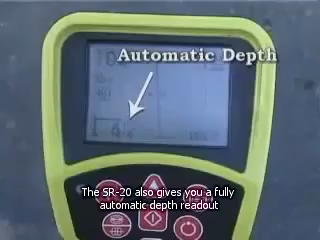 Automatic Depth
The SR-20 also gives you a fully
automatic depth readout